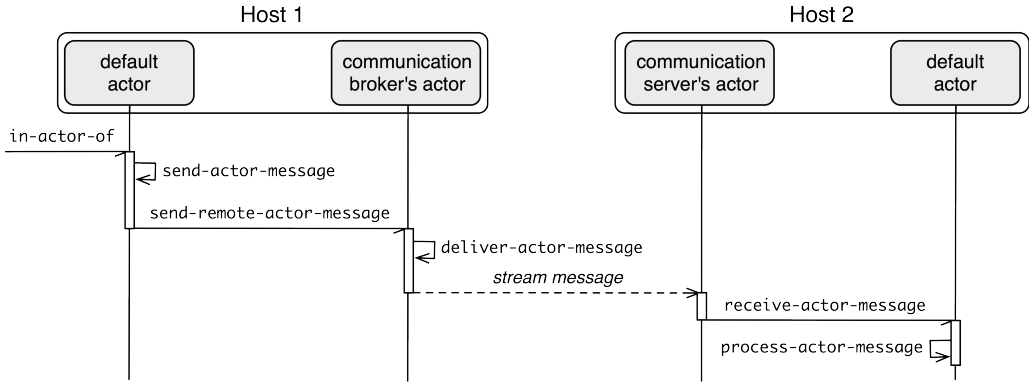 Host 1
Host 2
default
actor
communication
broker's actor
communication
server's actor
default
actor
in-actor-of
send-actor-message
send-remote-actor-message
deliver-actor-message
stream message
receive-actor-message
process-actor-message